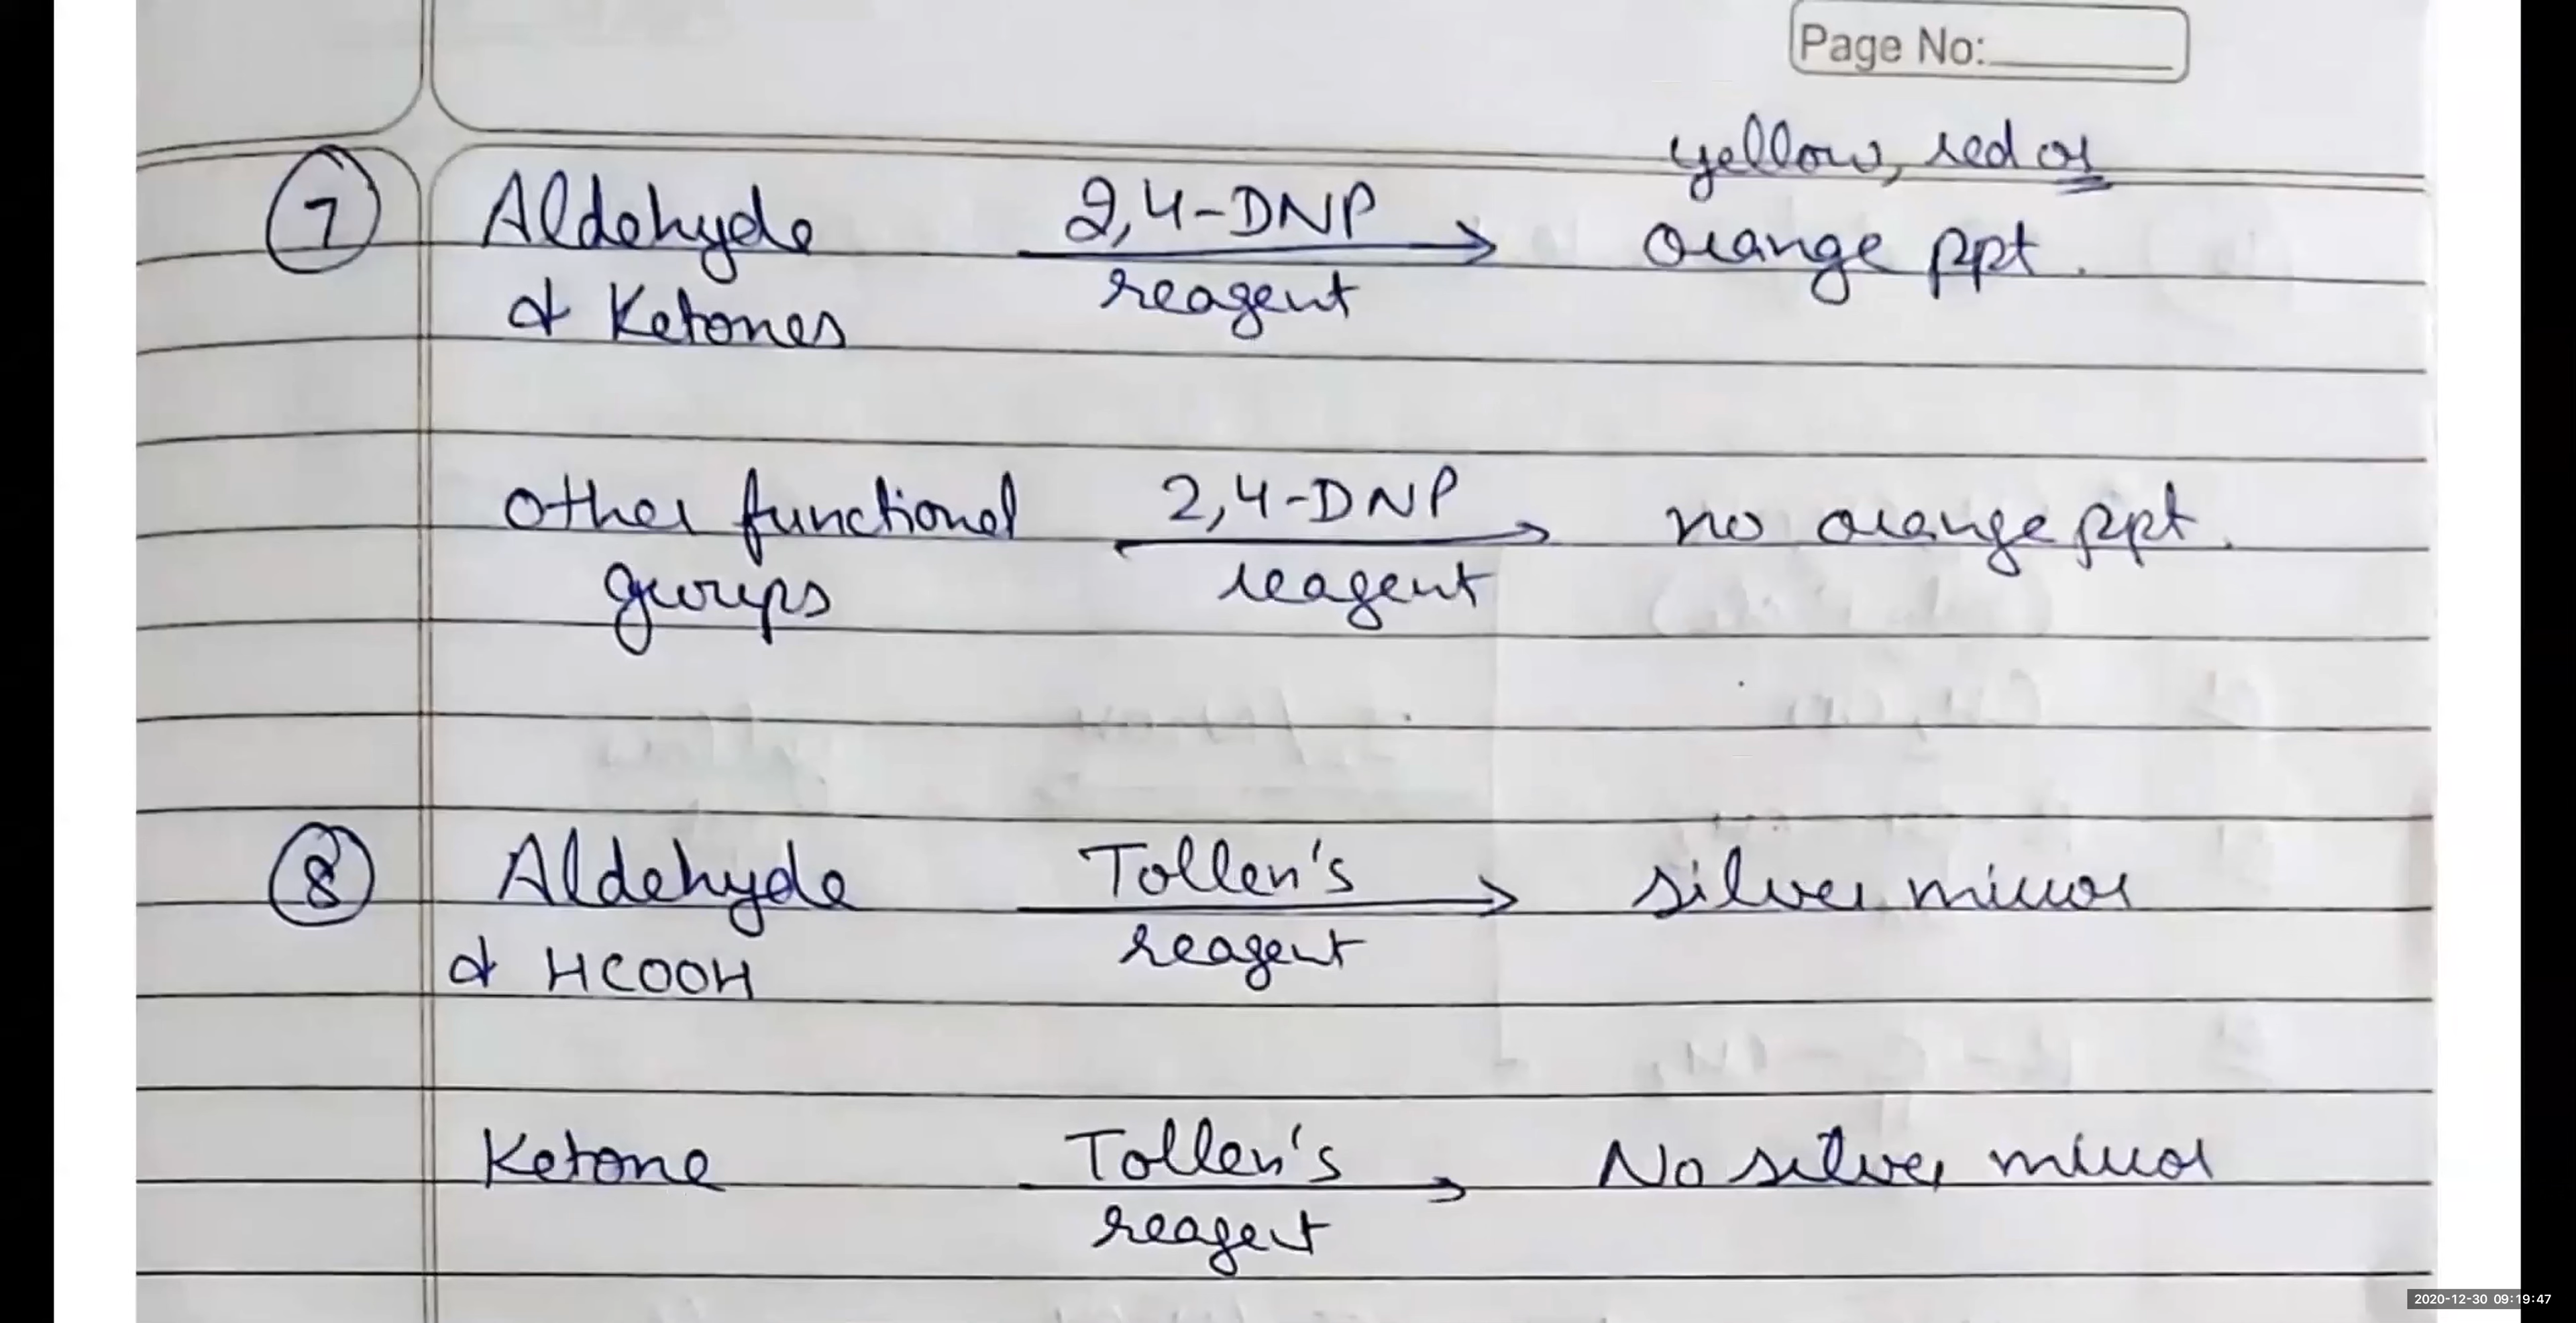 Page No:
yellow, red or
7 Aldehyde 2,4-DNP orange ppt.
& Ketones reagent
Other functional 2,4-DNP no orange ppt.
groups reagent
8 Aldehyde Tollen's silver mirror
& HCOOH reagent
Ketone Tollen's No silver mirror
reagent
2020-12-30 09:19:47